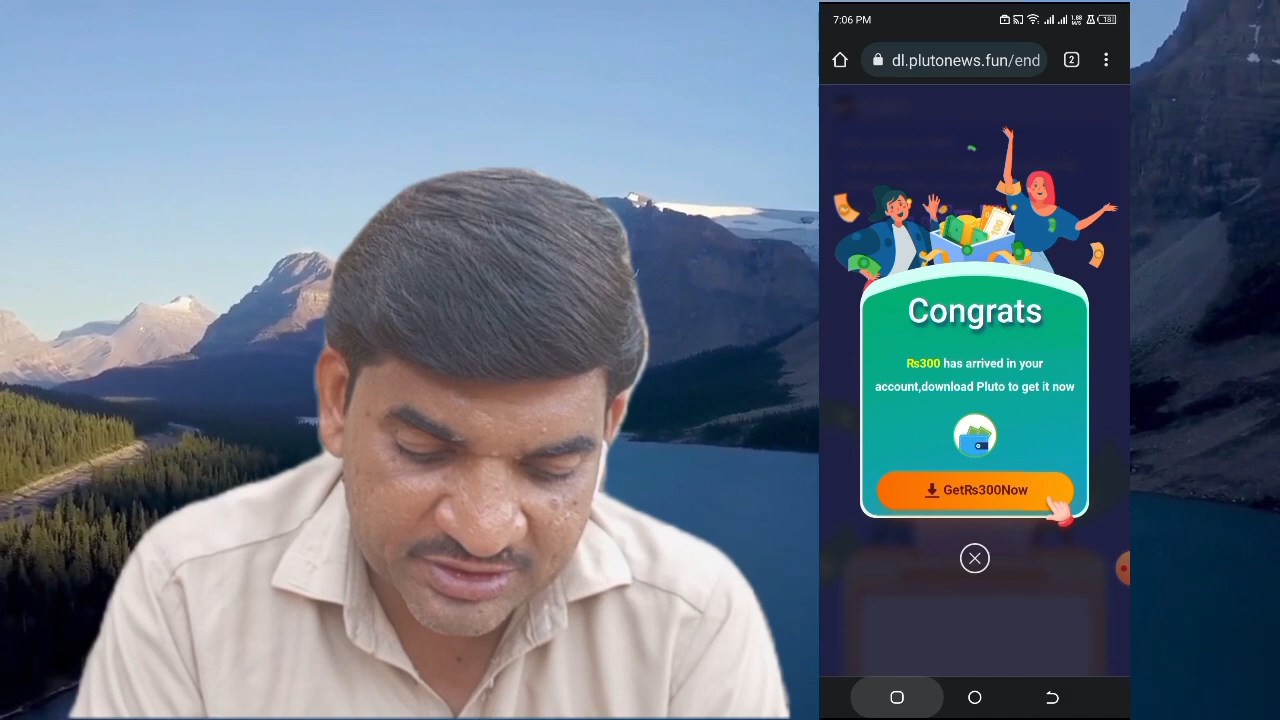 7:06 PM
dl.plutonews.fun/end
2
100
Congrats
Rs300 has arrived in your
account,download Pluto to get it now
GetRs300Now